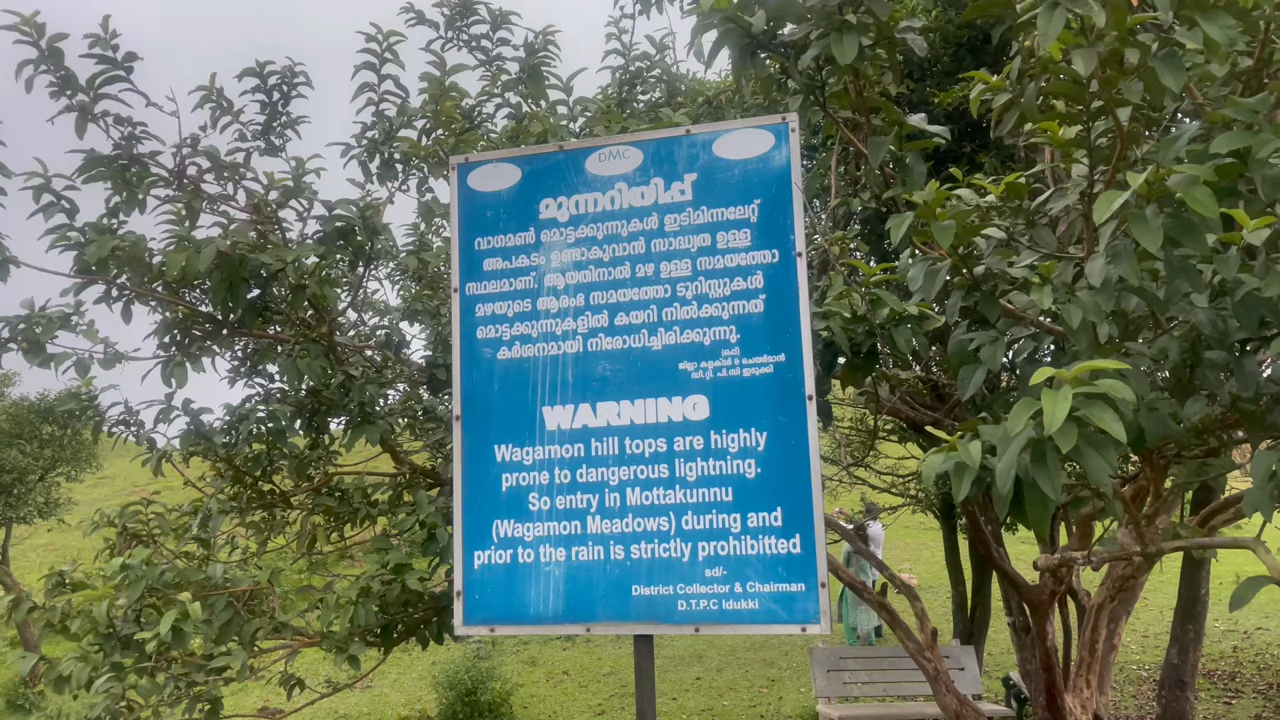 DMC
മുന്നറിയിപ്പ്
വാഗമൺ മൊട്ടക്കുന്നുകൾ ഇടിമിന്നലേറ്റ്
അപകടം ഉണ്ടാകുവാൻ സാദ്ധ്യത ഉള്ള
സ്ഥലമാണ്. ആയതിനാൽ മഴ ഉള്ള സമയത്തോ
മഴയുടെ ആരംഭ സമയത്തോ ടൂറിസ്റ്റുകൾ
മൊട്ടക്കുന്നുകളിൽ കയറി നിൽക്കുന്നത്
കർശനമായി നിരോധിച്ചിരിക്കുന്നു.
(ഒപ്പ്)
ജില്ലാ കളക്ടർ & ചെയർമാൻ
ഡി.റ്റി. പി.സി ഇടുക്കി
WARNING
Wagamon hill tops are highly
prone to dangerous lightning.
So entry in Mottakunnu
(Wagamon Meadows) during and
prior to the rain is strictly prohibitted
sd/-
District Collector & Chairman
D.T.P.C Idukki